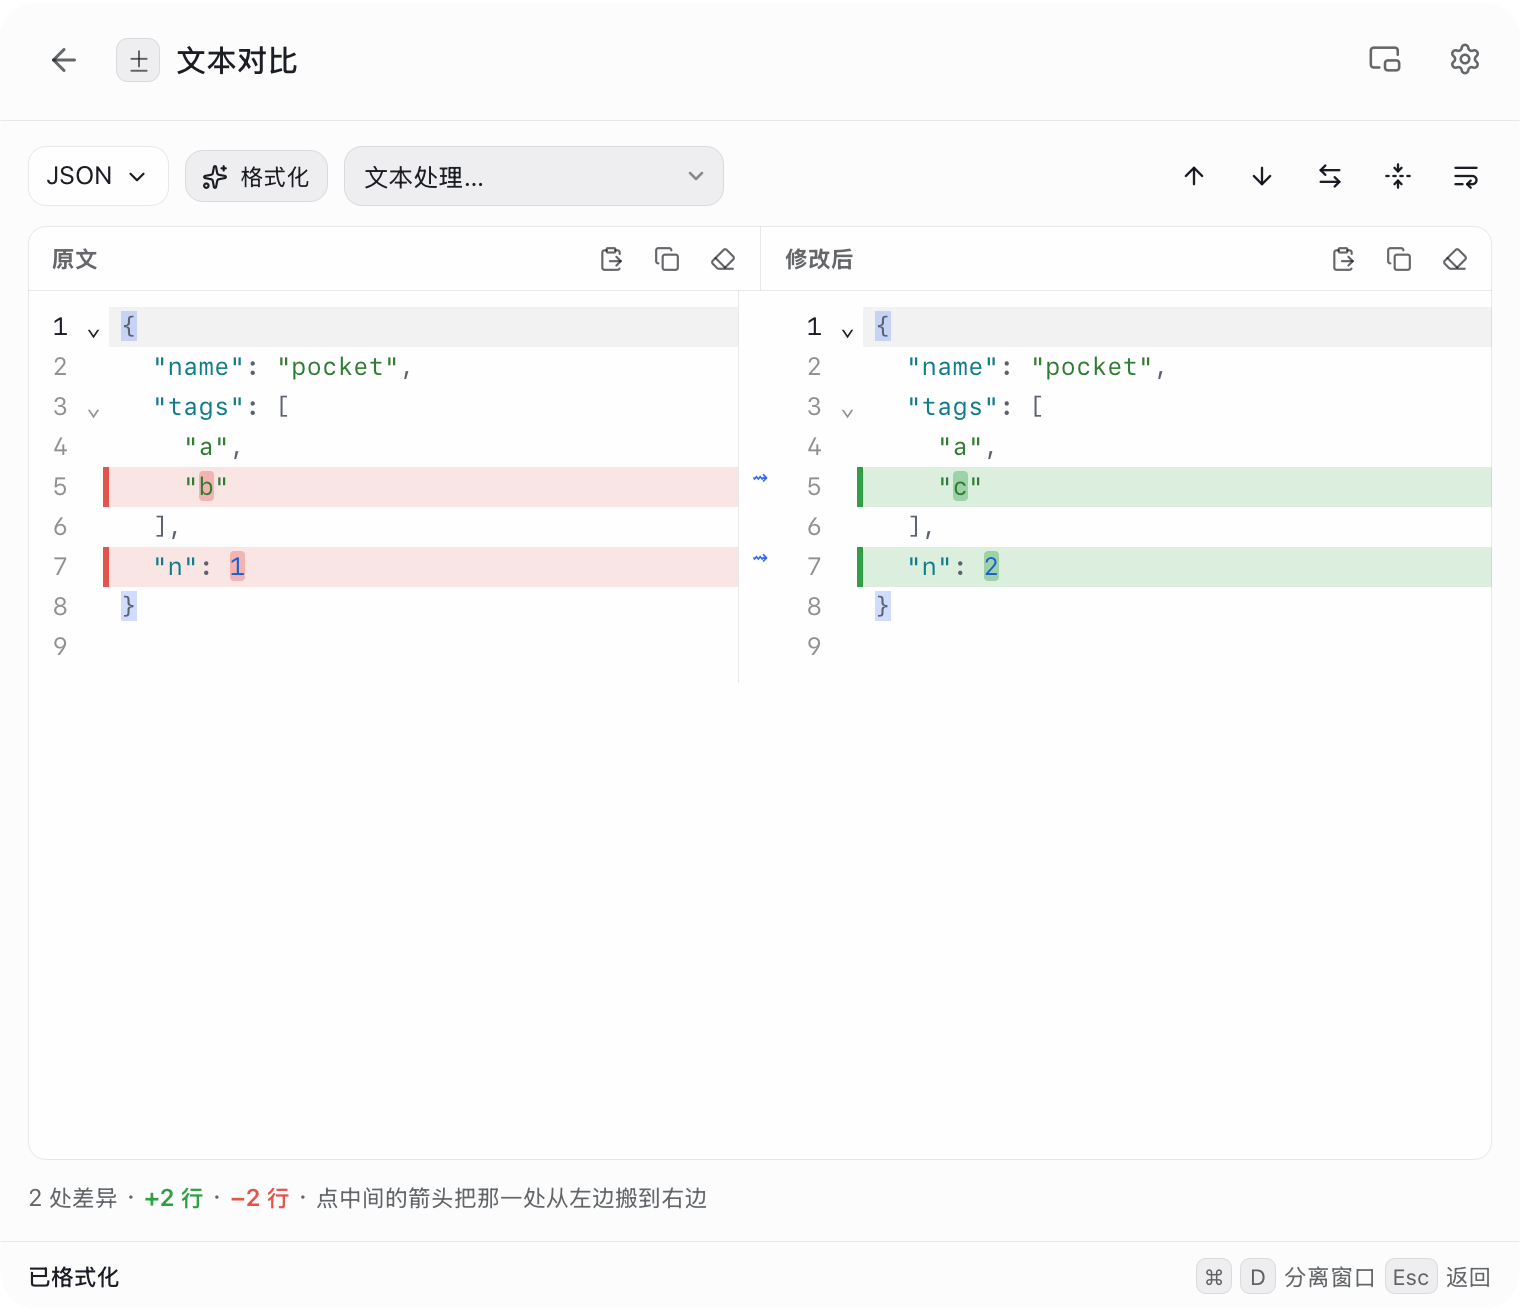 文本对比
JSON 格式化 文本处理...
原文 修改后
1 { 1 {
2 "name": "pocket", 2 "name": "pocket",
3 "tags": [ 3 "tags": [
4 "a", 4 "a",
5 "b" 5 "c"
6 ], 6 ],
7 "n": 1 7 "n": 2
8 } 8 }
9 9
2 处差异 · +2 行 · −2 行 · 点中间的箭头把那一处从左边搬到右边
已格式化 ⌘ D 分离窗口 Esc 返回